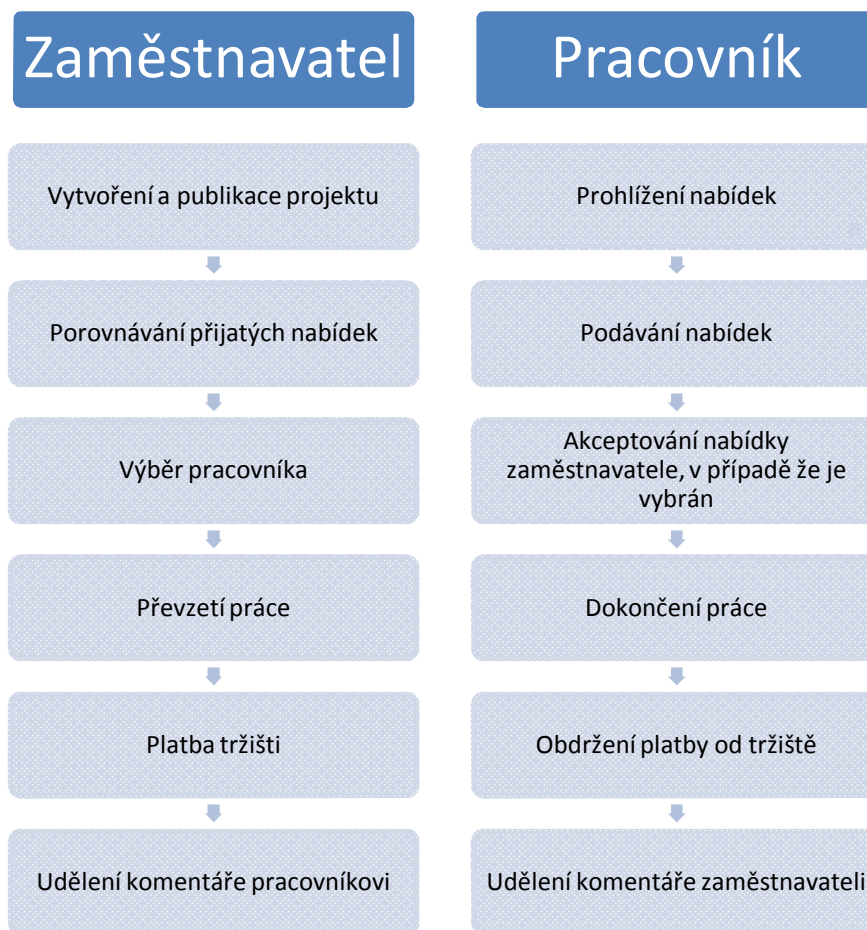 Zaměstnavatel
Vytvoření a publikace projektu
Porovnávání přijatých nabídek
Výběr pracovníka
Převzetí práce
Platba tržišti
Udělení komentáře pracovníkovi
Pracovník
Prohlížení nabídek
Podávání nabídek
Akceptování nabídky
zaměstnavatele, v případě že je
vybrán
Dokončení práce
Obdržení platby od tržiště
Udělení komentáře zaměstnavateli